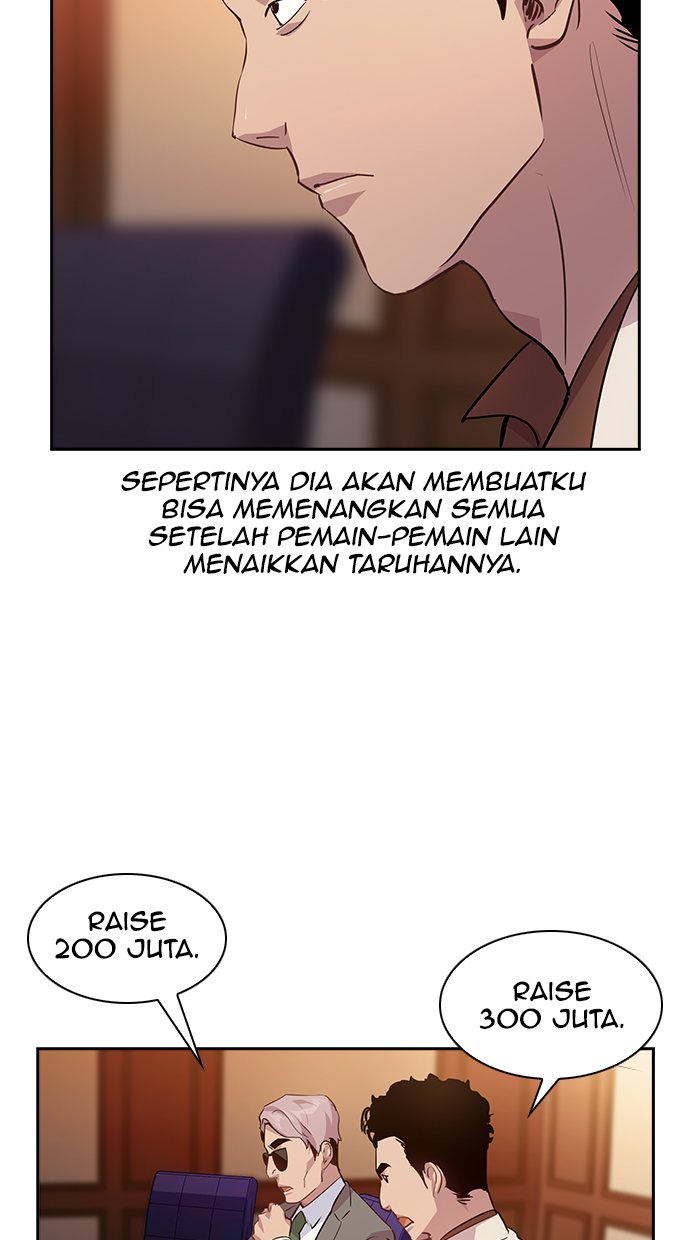 SEPERTINYA DIA AKAN MEMBUATKU
BISA MEMENANGKAN SEMUA
SETELAH PEMAIN-PEMAIN LAIN
MENAIKKAN TARUHANNYA.
RAISE
200 JUTA.
RAISE
300 JUTA.